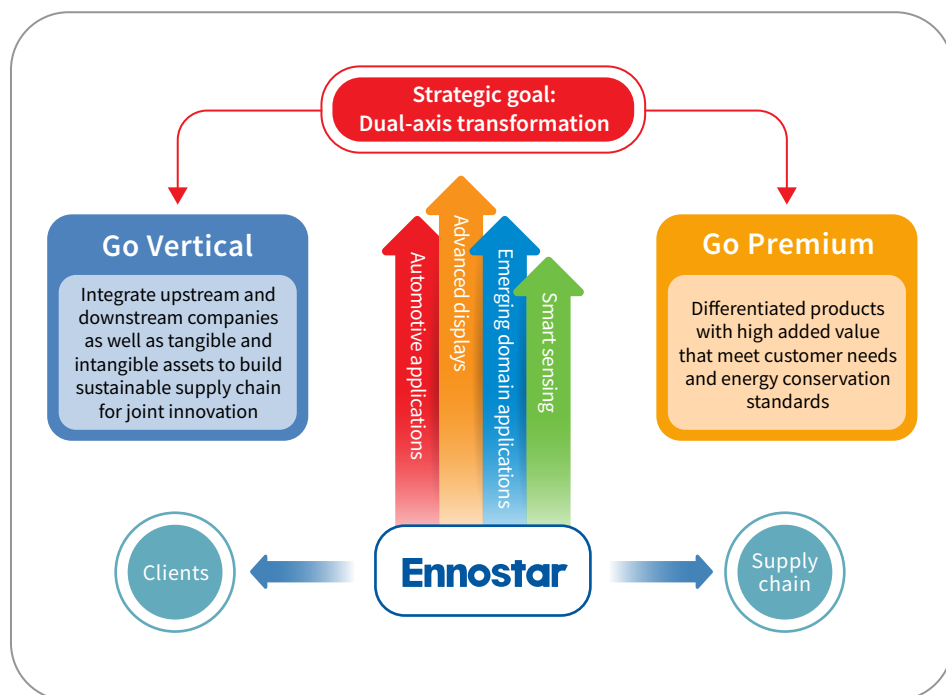 Strategic goal:
Dual-axis transformation
Go Vertical
Integrate upstream and
downstream companies
as well as tangible and
intangible assets to build
sustainable supply chain
for joint innovation
Automotive applications
Advanced displays
Emerging domain applications
Smart sensing
Go Premium
Differentiated products
with high added value
that meet customer needs
and energy conservation
standards
Clients
Ennostar
Supply
chain